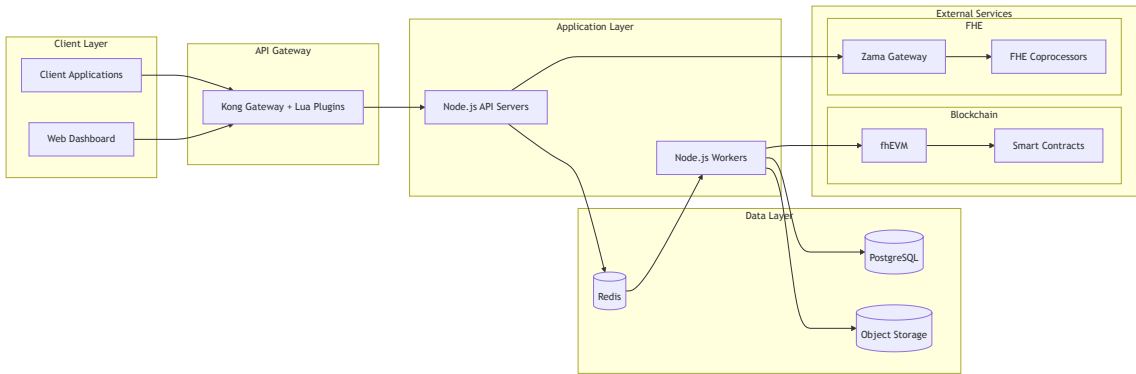 Client Layer
Client Applications
Web Dashboard
API Gateway
Kong Gateway + Lua Plugins
Application Layer
Node.js API Servers
Node.js Workers
External Services
FHE
Zama Gateway
FHE Coprocessors
Blockchain
fhEVM
Smart Contracts
Data Layer
Redis
PostgreSQL
Object Storage